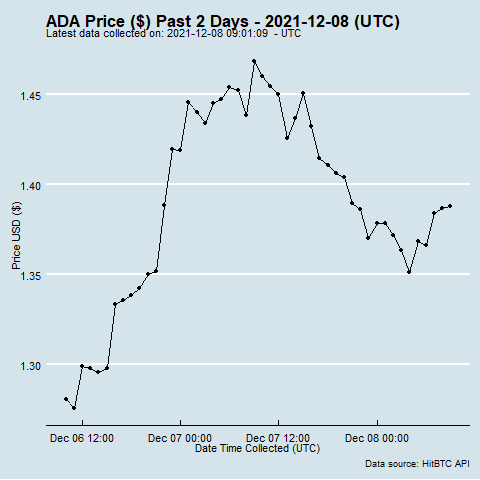 ADA Price ($) Past 2 Days - 2021-12-08 (UTC)
Latest data collected on: 2021-12-08 09:01:09 - UTC
Price USD ($)
1.45
1.40
1.35
1.30
Dec 06 12:00 Dec 07 00:00 Dec 07 12:00 Dec 08 00:00
Date Time Collected (UTC)
Data source: HitBTC API